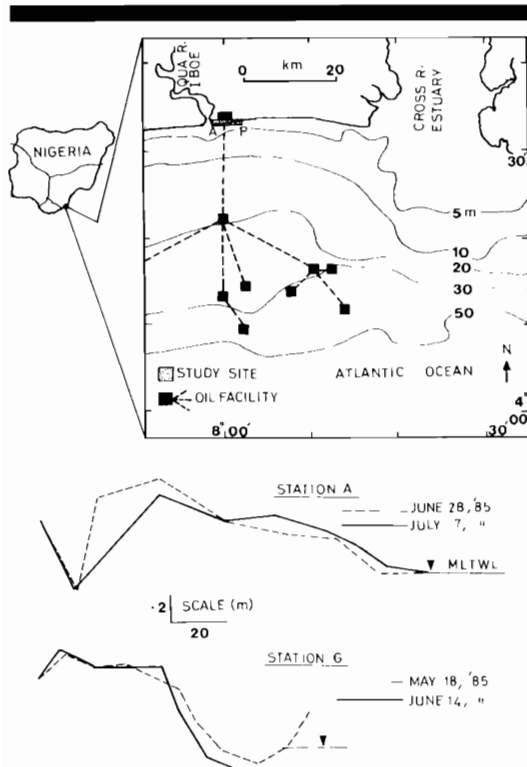 QUA R.
IBOE
km
0 20
CROSS R.
ESTUARY
NIGERIA
A P
30'
5 m
10
20
30
50
STUDY SITE
ATLANTIC OCEAN
N
OIL FACILITY
4°
8°00' 30' 00'
STATION A
JUNE 28, '85
JULY 7, "
MLTWL
·2 SCALE (m)
20
STATION G
MAY 18, '85
JUNE 14, "